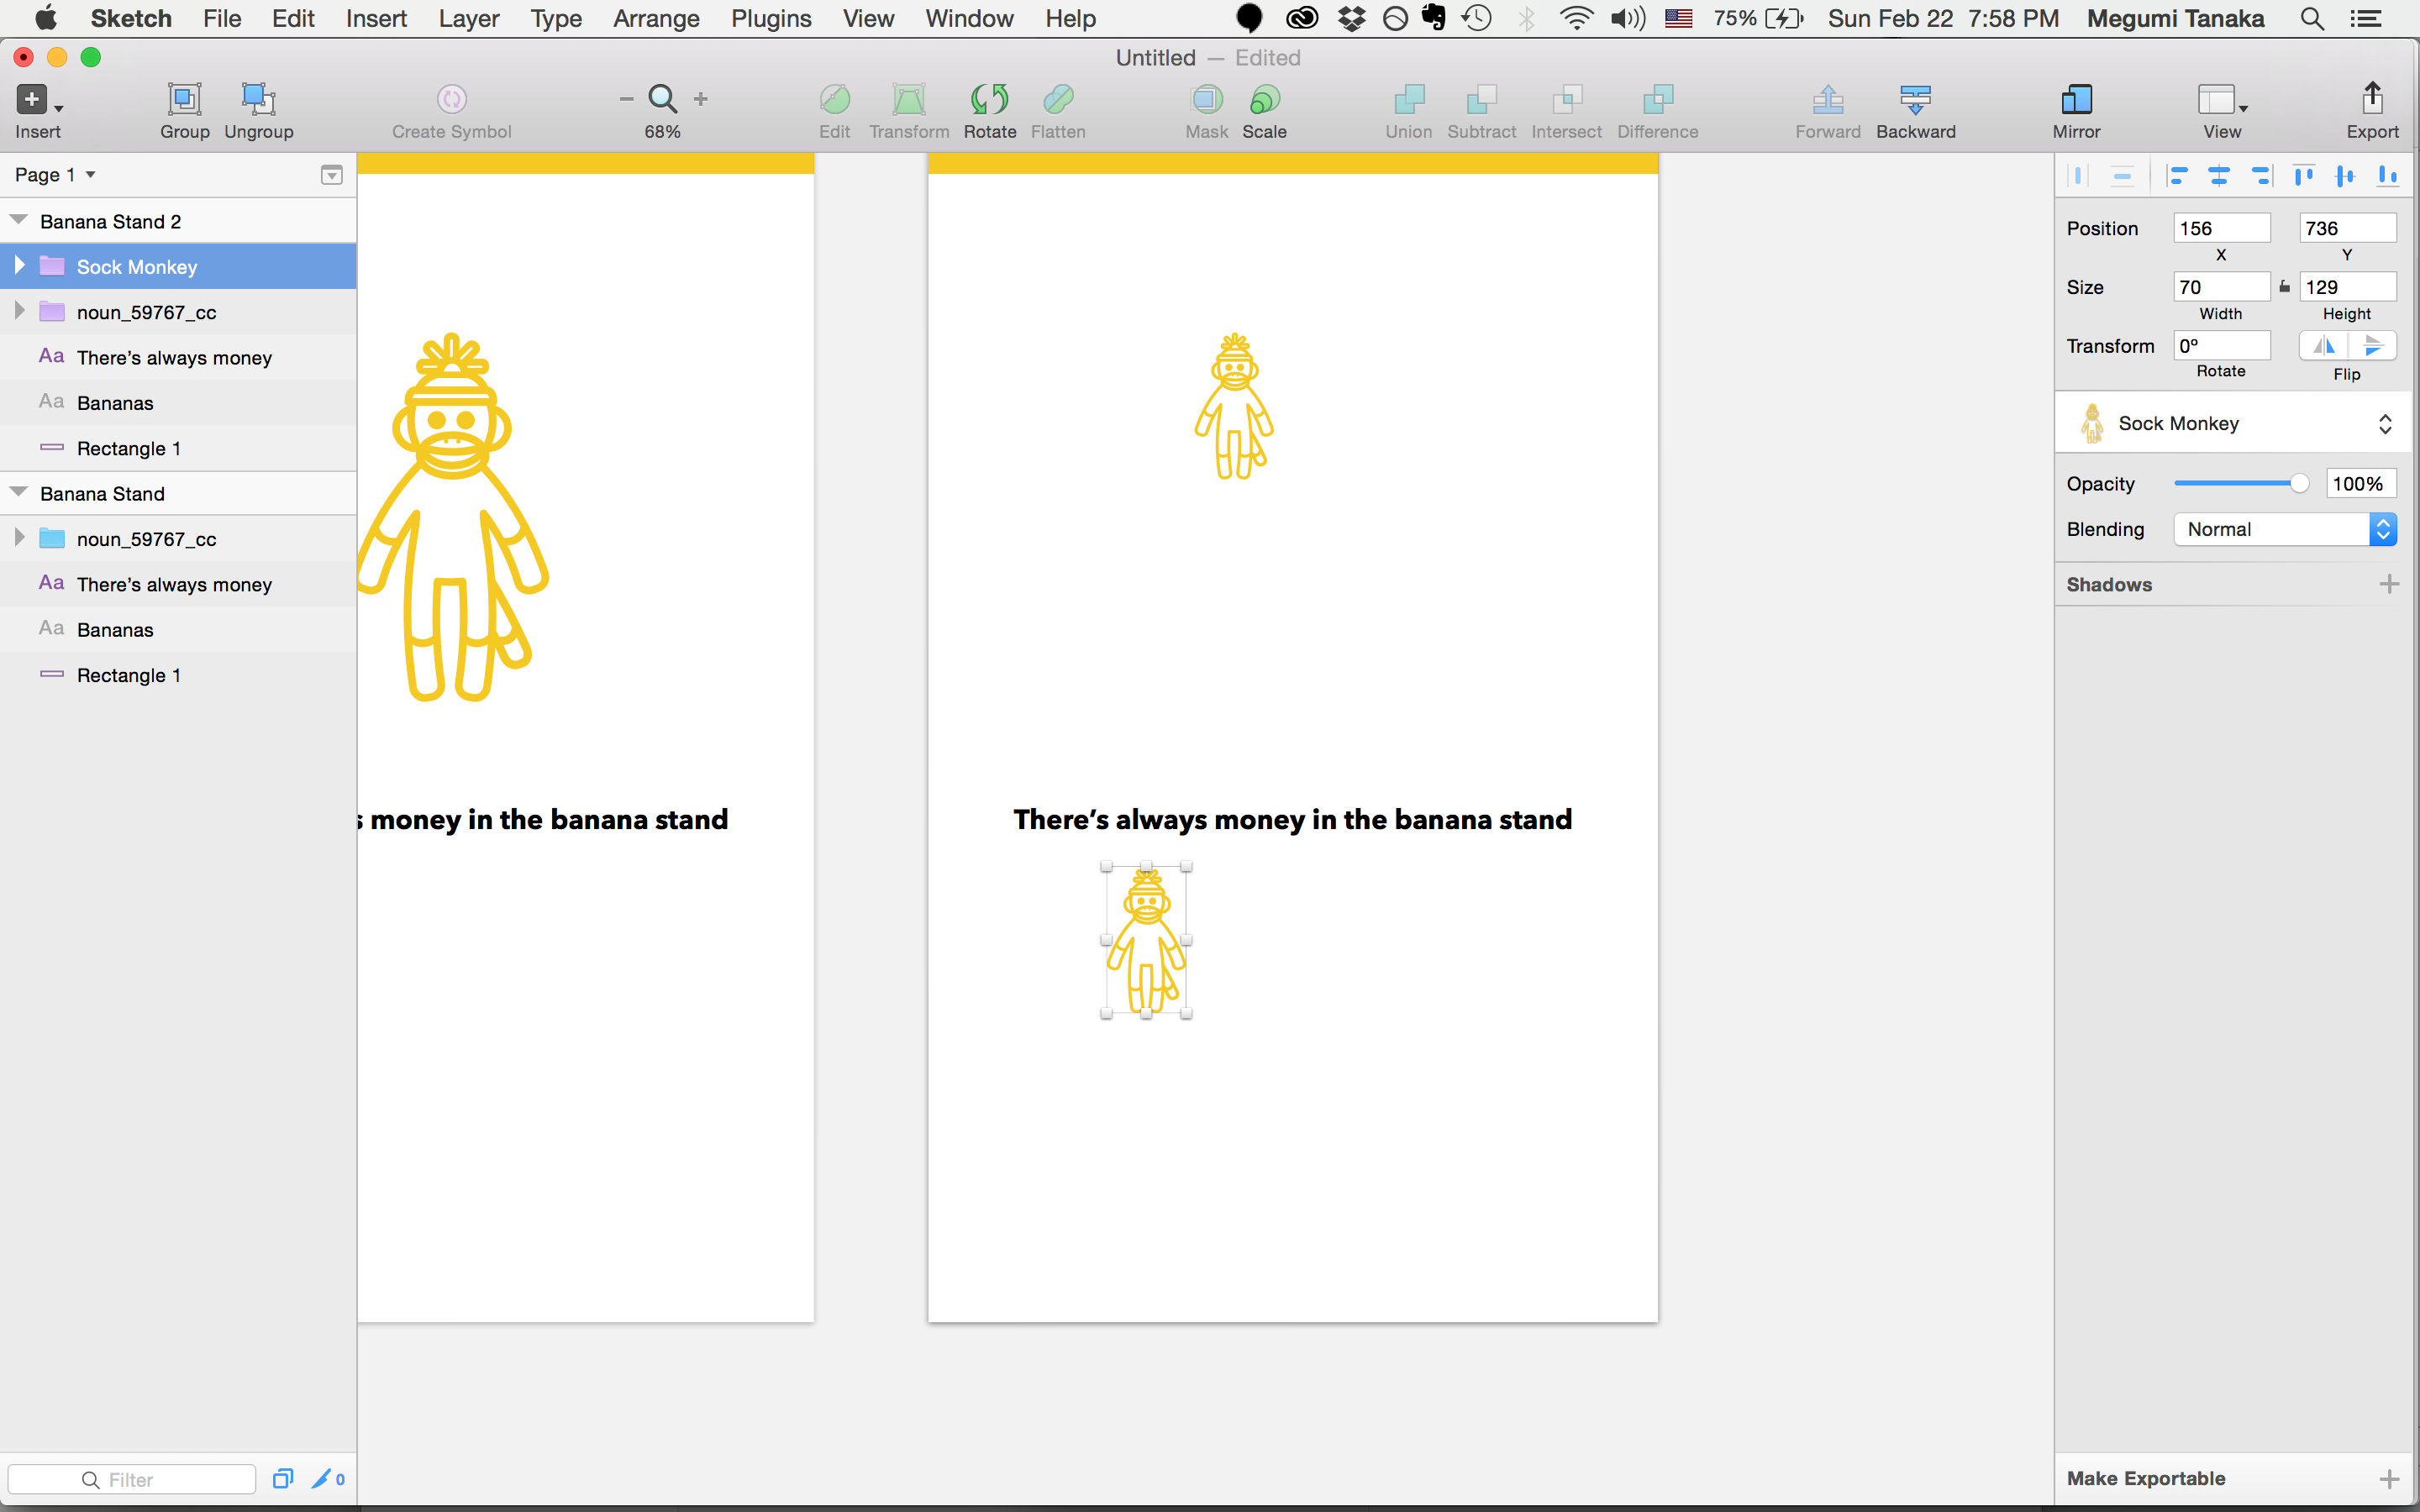 Sketch File Edit Insert Layer Type Arrange Plugins View Window Help 75% Sun Feb 22 7:58 PM Megumi Tanaka
Untitled — Edited
Insert Group Ungroup Create Symbol 68% Edit Transform Rotate Flatten Mask Scale Union Subtract Intersect Difference Forward Backward Mirror View Export
Page 1
Banana Stand 2
Sock Monkey
noun_59767_cc
Aa There’s always money
Aa Bananas
Rectangle 1
Banana Stand
noun_59767_cc
Aa There’s always money
Aa Bananas
Rectangle 1
Filter 0
s money in the banana stand
There’s always money in the banana stand
Position 156 736
X Y
Size 70 129
Width Height
Transform 0º
Rotate Flip
Sock Monkey
Opacity 100%
Blending Normal
Shadows
Make Exportable